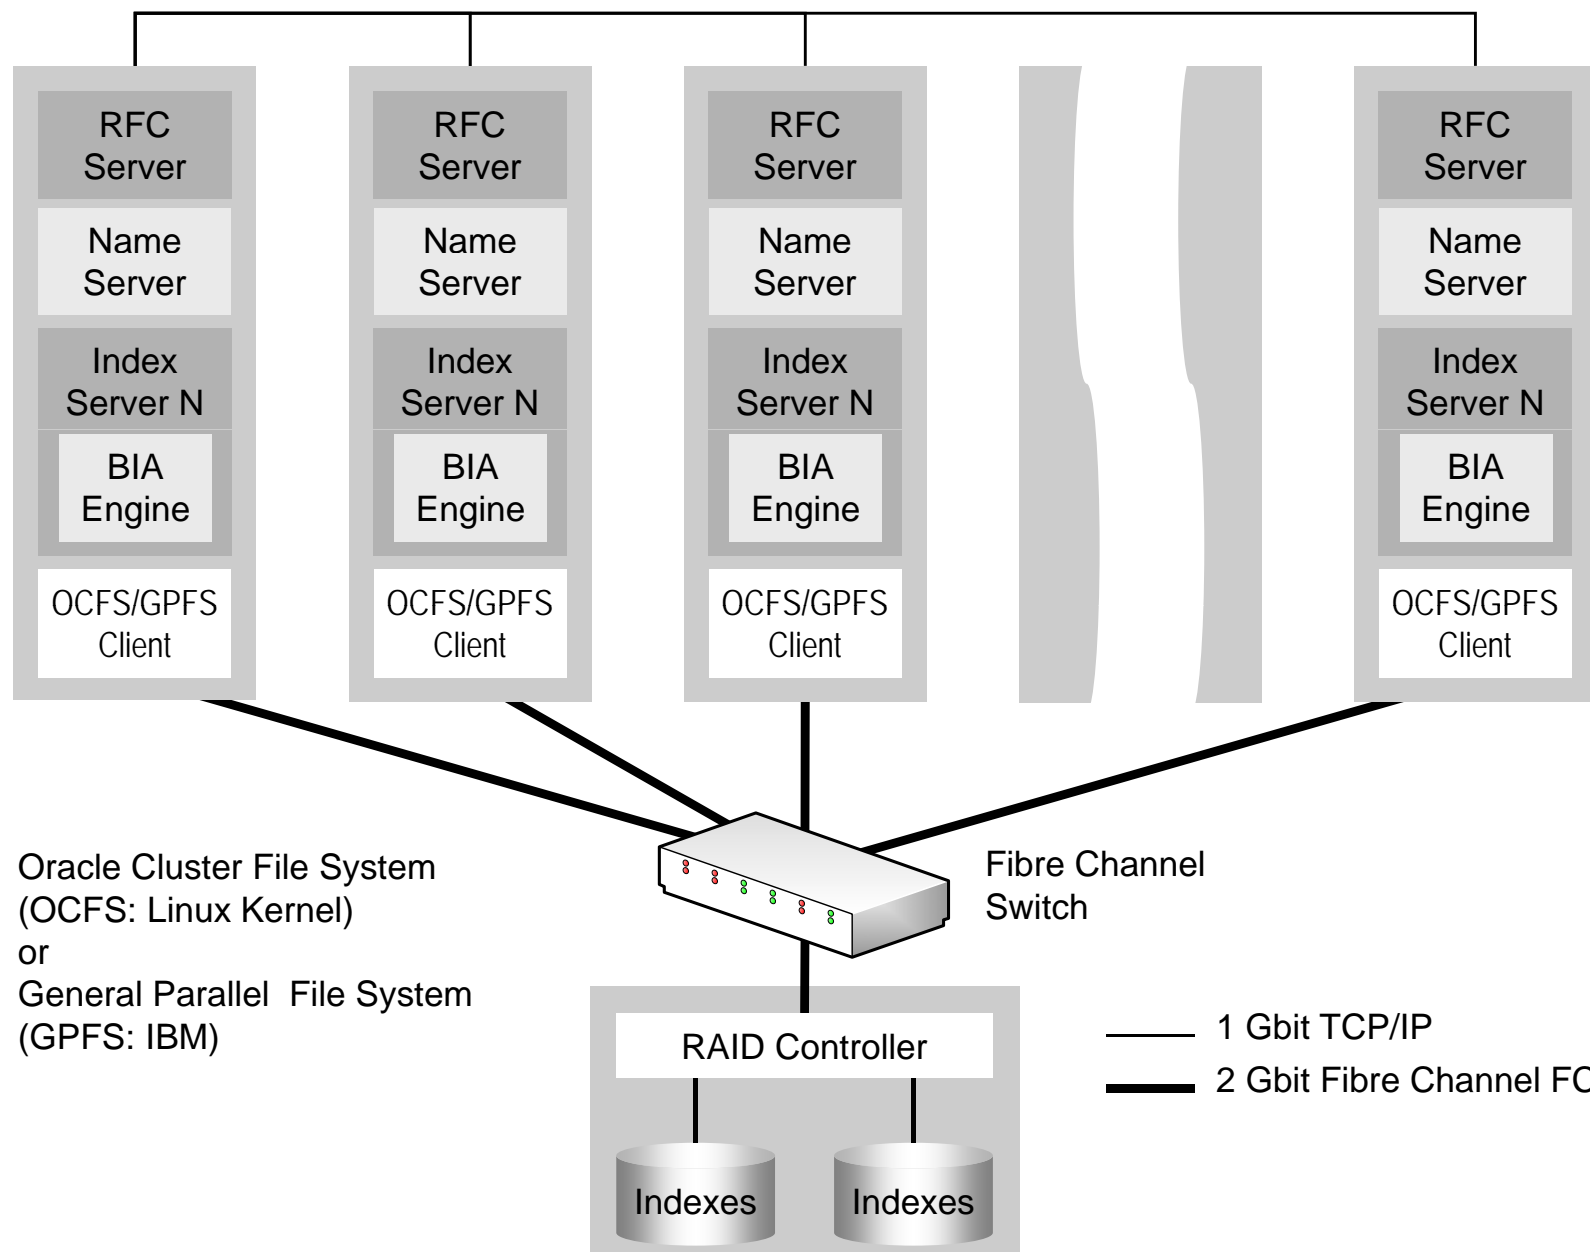 RFC
Server
RFC
Server
RFC
Server
RFC
Server
Name
Server
Name
Server
Name
Server
Name
Server
Index
Server N
Index
Server N
Index
Server N
Index
Server N
BIA
Engine
BIA
Engine
BIA
Engine
BIA
Engine
OCFS/GPFS
Client
OCFS/GPFS
Client
OCFS/GPFS
Client
OCFS/GPFS
Client
Oracle Cluster File System
(OCFS: Linux Kernel)
or
General Parallel File System
(GPFS: IBM)
Fibre Channel
Switch
RAID Controller
1 Gbit TCP/IP
2 Gbit Fibre Channel FC
Indexes
Indexes